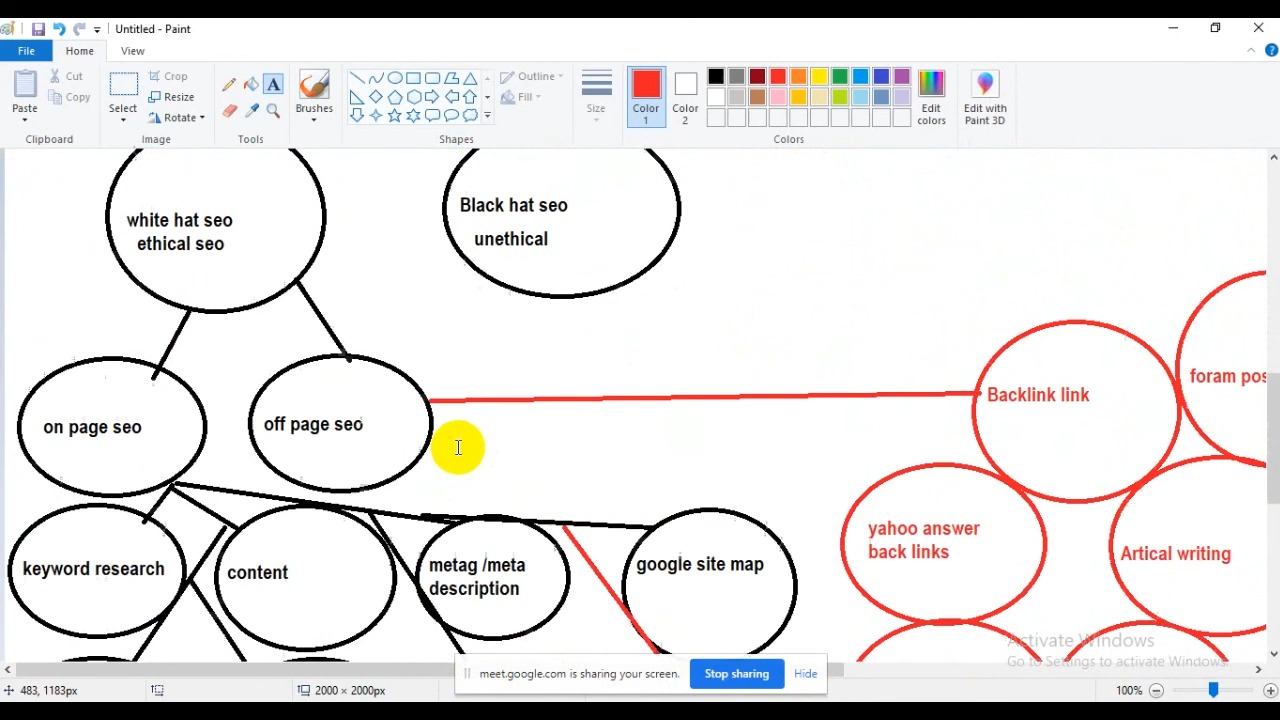 Untitled - Paint
File
Home
View
Paste
Cut
Copy
Clipboard
Select
Crop
Resize
Rotate
Image
A
Tools
Brushes
Shapes
Outline
Fill
Size
Color
1
Color
2
Edit
colors
Colors
Edit with
Paint 3D
white hat seo
ethical seo
Black hat seo
unethical
on page seo
off page seo
Backlink link
foram pos
keyword research
content
metag /meta
description
google site map
yahoo answer
back links
Artical writing
Activate Windows
Go to Settings to activate Windows.
meet.google.com is sharing your screen.
Stop sharing
Hide
483, 1183px
2000 × 2000px
100%